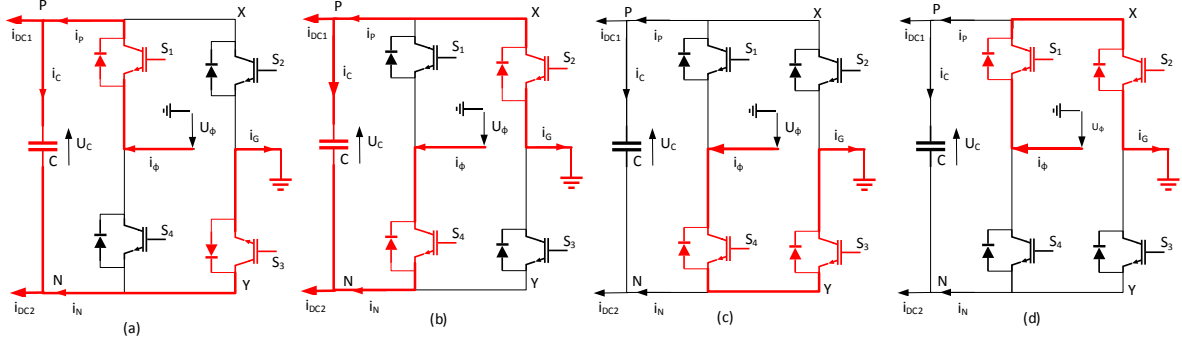 P X
iDC1 iP S1 S2
iC
UC Uϕ
C iϕ iG
S4 S3
N Y
iDC2 iN
(a)
P X
iDC1 iP S1 S2
iC
UC Uϕ
C iϕ iG
S4 S3
N Y
iDC2 iN
(b)
P X
iDC1 iP S1 S2
iC
UC Uϕ
C iϕ iG
S4 S3
N Y
iDC2 iN
(c)
P X
iDC1 iP S1 S2
iC
UC Uϕ
C iϕ iG
S4 S3
N Y
iDC2 iN
(d)